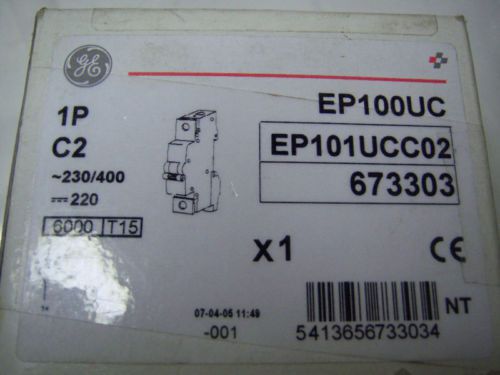 GE
1P
C2
~230/400
⎓ 220
6000 T15
EP100UC
EP101UCC02
673303
X1
CE
07-04-05 11:49
-001
5413656733034
NT